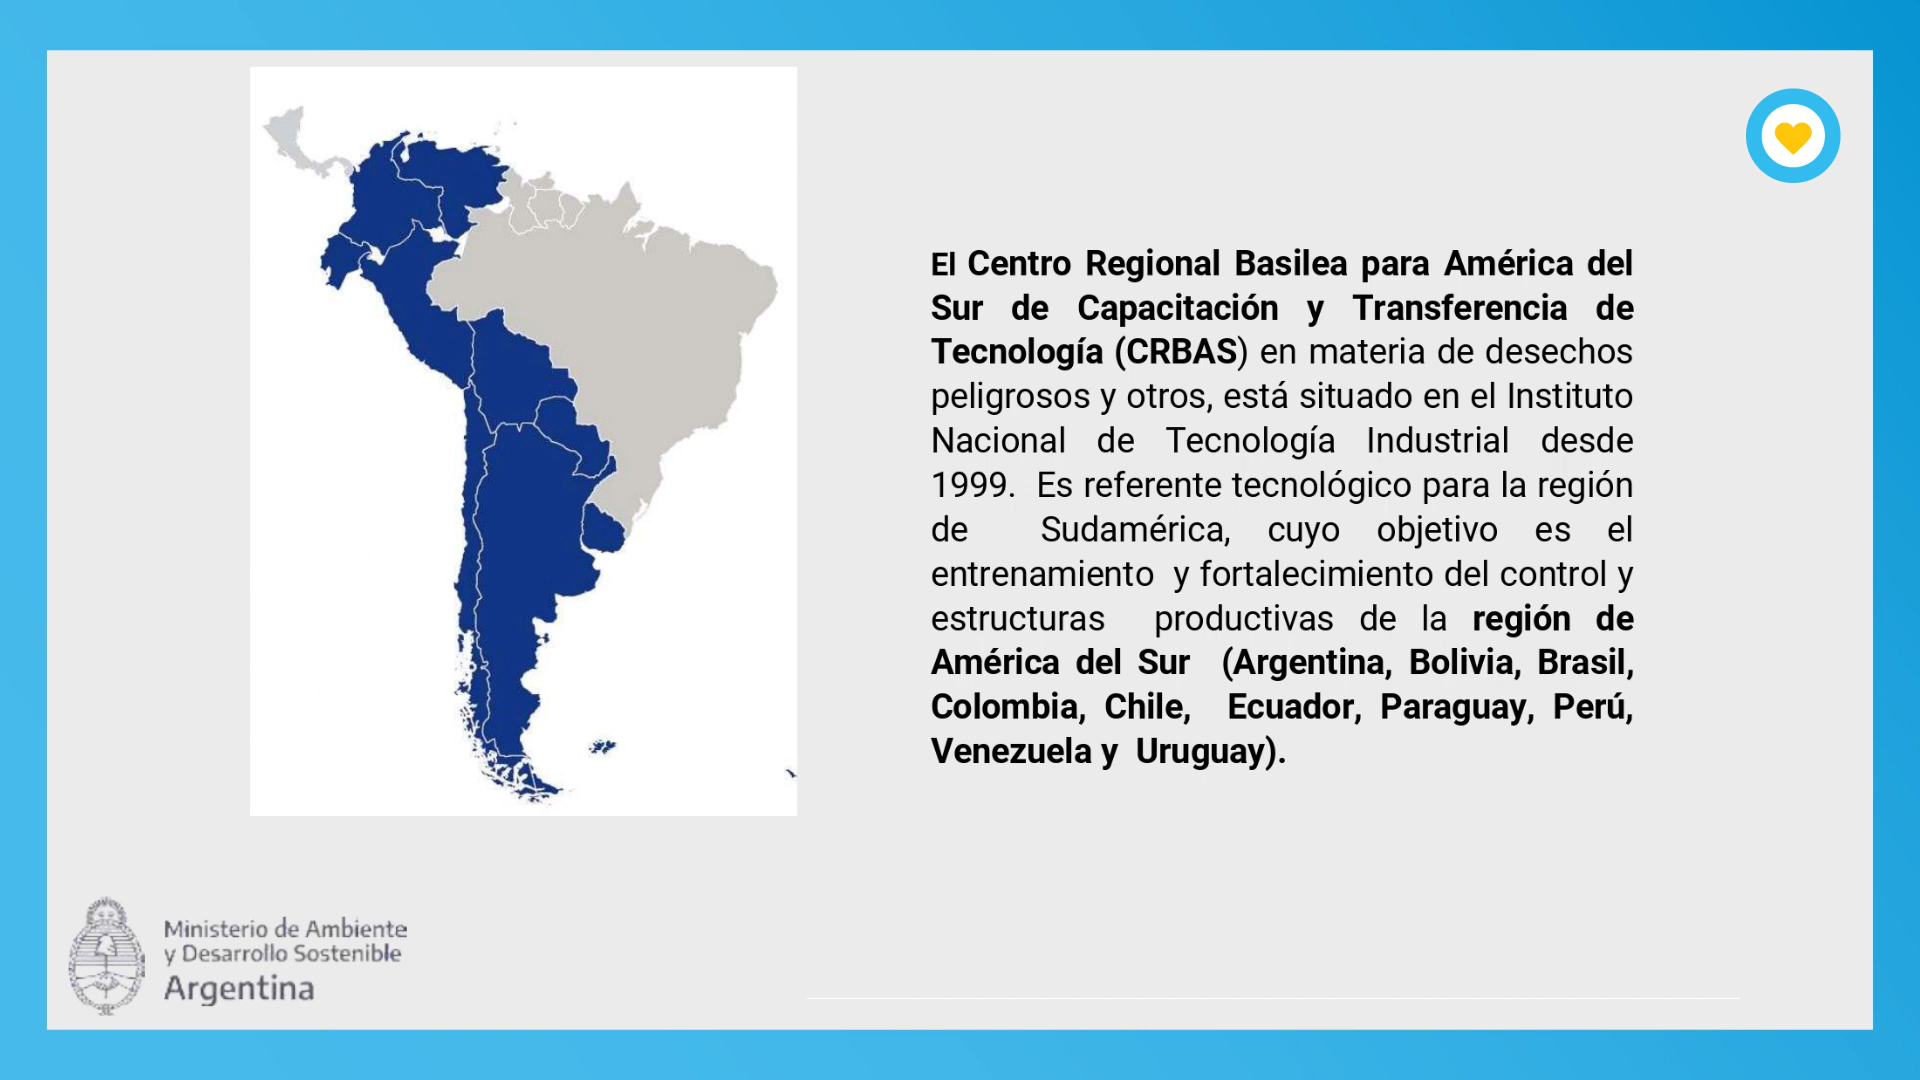 El Centro Regional Basilea para América del
Sur de Capacitación y Transferencia de
Tecnología (CRBAS) en materia de desechos
peligrosos y otros, está situado en el Instituto
Nacional de Tecnología Industrial desde
1999. Es referente tecnológico para la región
de Sudamérica, cuyo objetivo es el
entrenamiento y fortalecimiento del control y
estructuras productivas de la región de
América del Sur (Argentina, Bolivia, Brasil,
Colombia, Chile, Ecuador, Paraguay, Perú,
Venezuela y Uruguay).
Ministerio de Ambiente
y Desarrollo Sostenible
Argentina